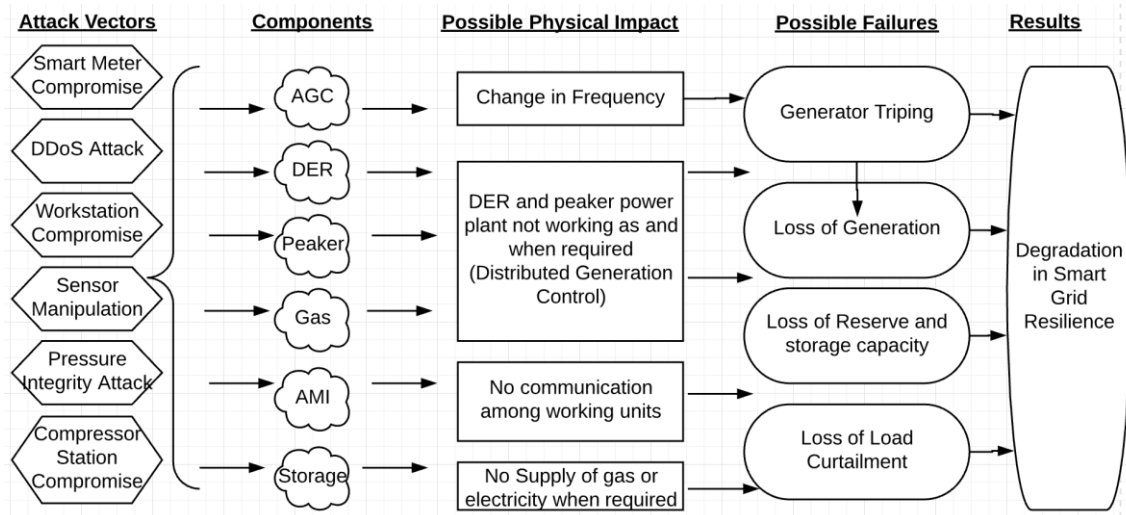 Attack Vectors
Components
Possible Physical Impact
Possible Failures
Results
Smart Meter
Compromise
DDoS Attack
Workstation
Compromise
Sensor
Manipulation
Pressure
Integrity Attack
Compressor
Station
Compromise
AGC
DER
Peaker
Gas
AMI
Storage
Change in Frequency
DER and peaker power
plant not working as and
when required
(Distributed Generation
Control)
No communication
among working units
No Supply of gas or
electricity when required
Generator Triping
Loss of Generation
Loss of Reserve and
storage capacity
Loss of Load
Curtailment
Degradation
in Smart
Grid
Resilience